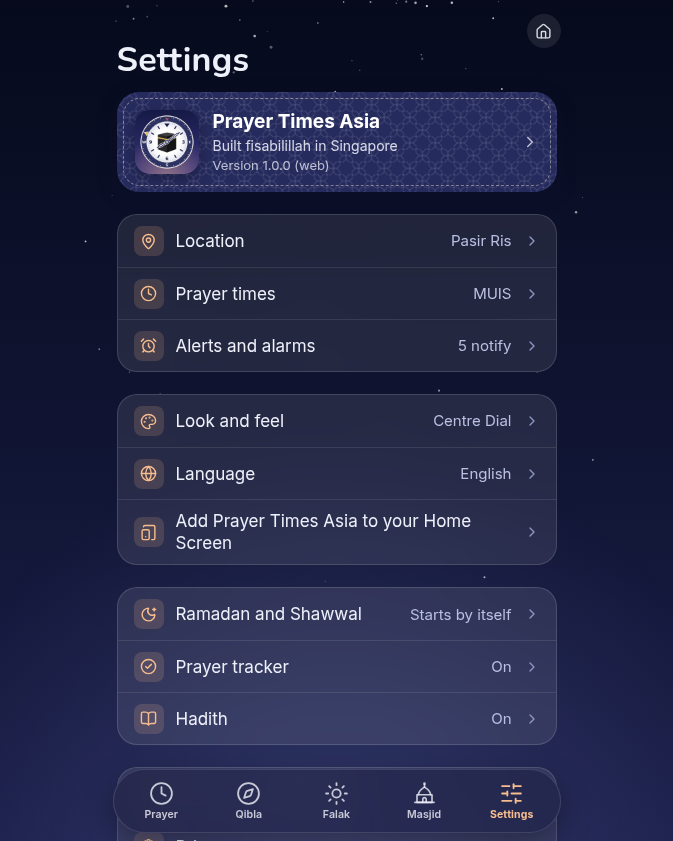 Settings
Prayer Times Asia
Built fisabilillah in Singapore
Version 1.0.0 (web)
Location
Pasir Ris
Prayer times
MUIS
Alerts and alarms
5 notify
Look and feel
Centre Dial
Language
English
Add Prayer Times Asia to your Home
Screen
Ramadan and Shawwal
Starts by itself
Prayer tracker
On
Hadith
On
Prayer
Qibla
Falak
Masjid
Settings